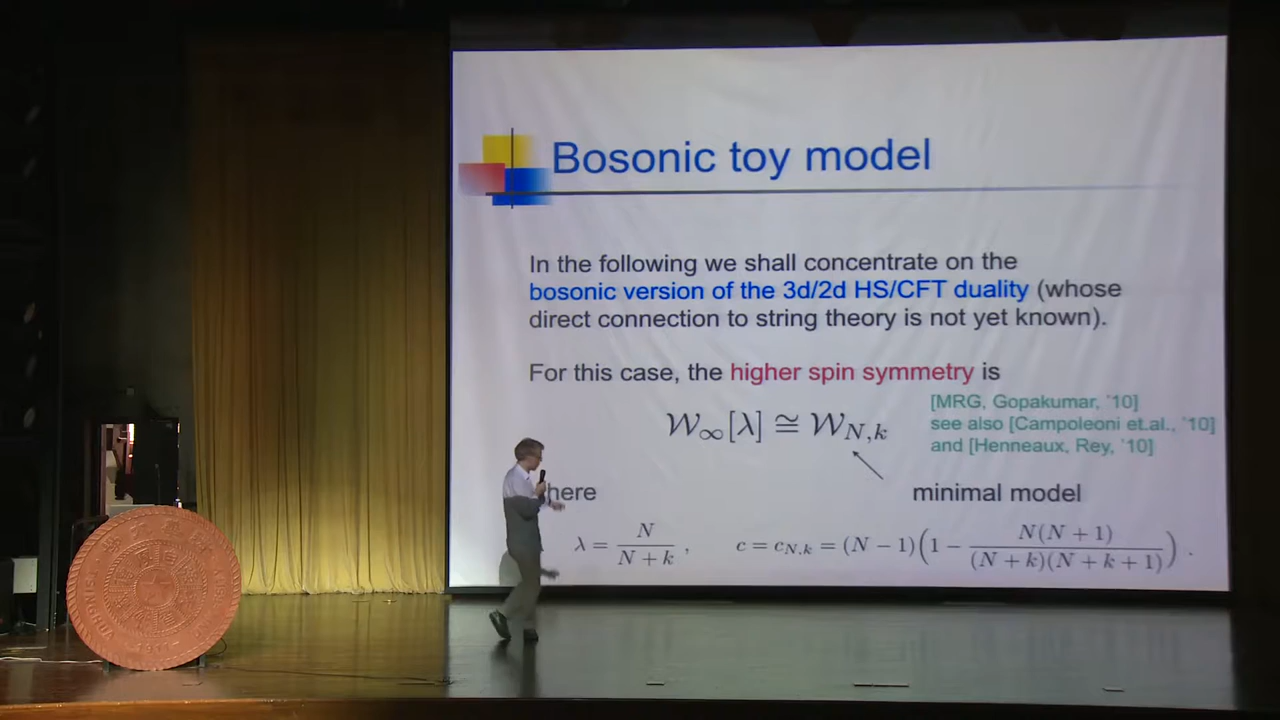 Bosonic toy model
In the following we shall concentrate on the
bosonic version of the 3d/2d HS/CFT duality (whose
direct connection to string theory is not yet known).
For this case, the higher spin symmetry is
𝒲∞[λ] ≅ 𝒲N,k
[MRG, Gopakumar, '10]
see also [Campoleoni et.al., '10]
and [Henneaux, Rey, '10]
here
minimal model
λ = N/(N + k) , c = cN,k = (N − 1)(1 − N(N + 1)/((N + k)(N + k + 1))) .
1911